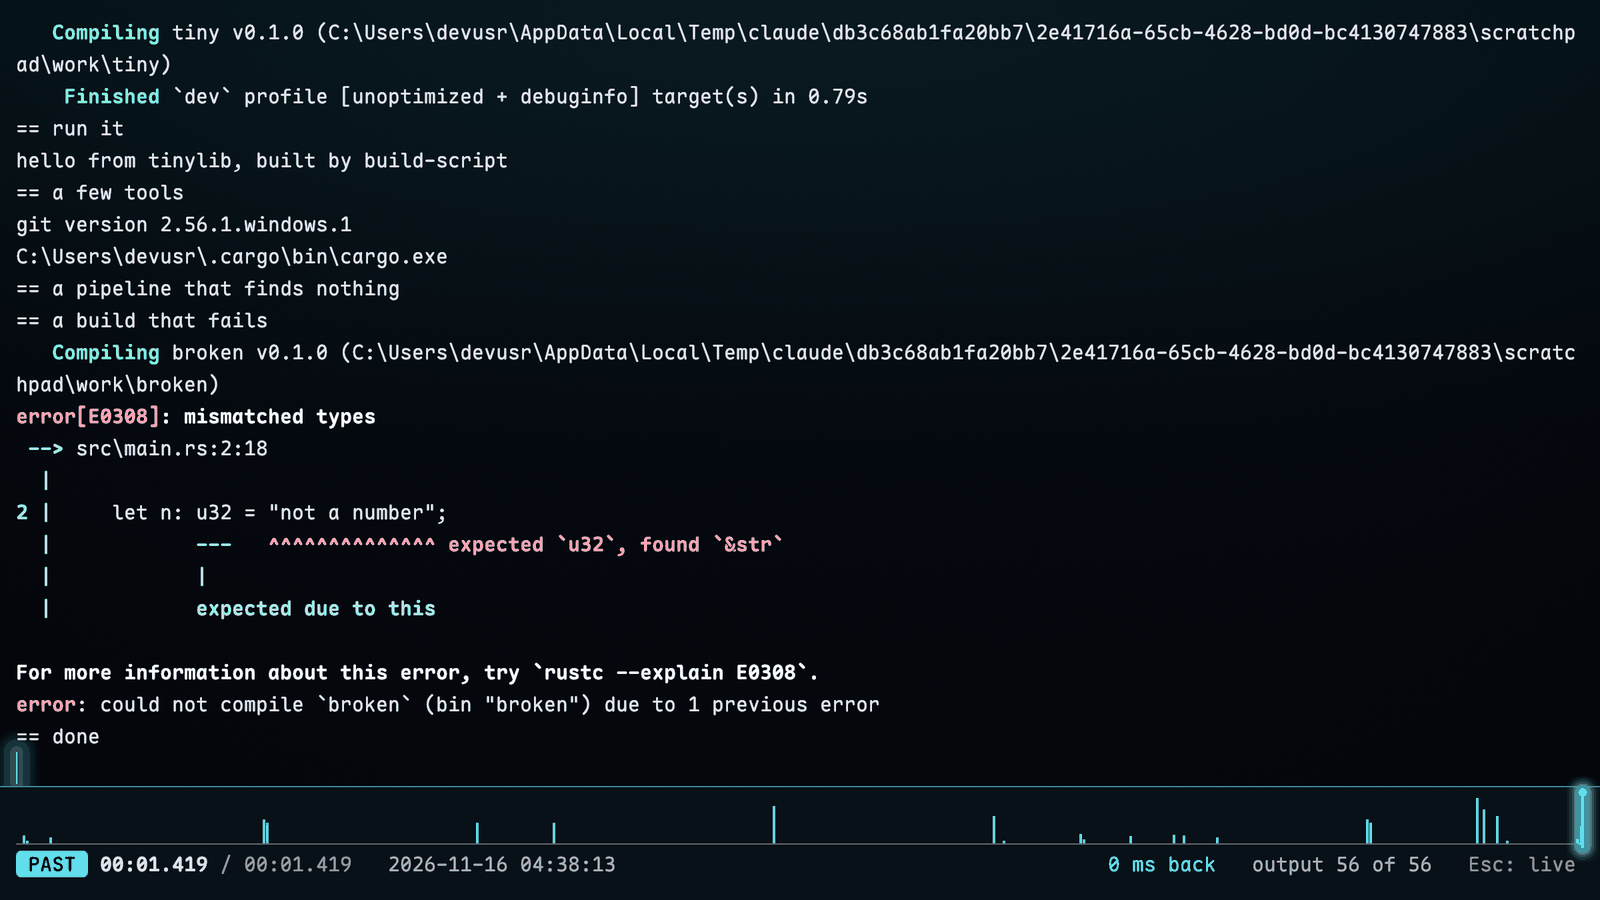 Compiling tiny v0.1.0 (C:\Users\devusr\AppData\Local\Temp\claude\db3c68ab1fa20bb7\2e41716a-65cb-4628-bd0d-bc4130747883\scratchp
ad\work\tiny)
Finished `dev` profile [unoptimized + debuginfo] target(s) in 0.79s
== run it
hello from tinylib, built by build-script
== a few tools
git version 2.56.1.windows.1
C:\Users\devusr\.cargo\bin\cargo.exe
== a pipeline that finds nothing
== a build that fails
Compiling broken v0.1.0 (C:\Users\devusr\AppData\Local\Temp\claude\db3c68ab1fa20bb7\2e41716a-65cb-4628-bd0d-bc4130747883\scratc
hpad\work\broken)
error[E0308]: mismatched types
 --> src\main.rs:2:18
  |
2 |     let n: u32 = "not a number";
  |            ---   ^^^^^^^^^^^^^^ expected `u32`, found `&str`
  |            |
  |            expected due to this
For more information about this error, try `rustc --explain E0308`.
error: could not compile `broken` (bin "broken") due to 1 previous error
== done
PAST 00:01.419 / 00:01.419 2026-11-16 04:38:13 0 ms back output 56 of 56 Esc: live